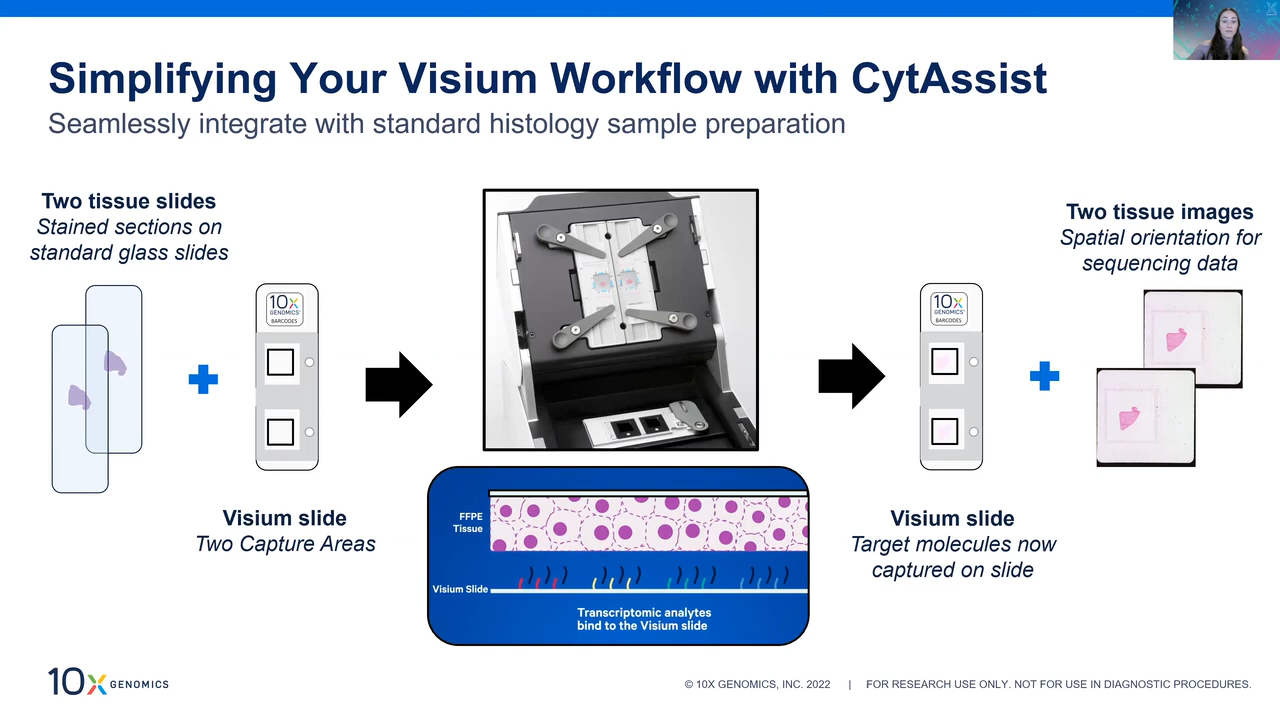 Simplifying Your Visium Workflow with CytAssist
Seamlessly integrate with standard histology sample preparation
Two tissue slides
Stained sections on
standard glass slides
10x
GENOMICS
BARCODES
Visium slide
Two Capture Areas
FFPE
Tissue
Visium Slide
Transcriptomic analytes
bind to the Visium slide
10x
GENOMICS
BARCODES
Visium slide
Target molecules now
captured on slide
Two tissue images
Spatial orientation for
sequencing data
10x GENOMICS
© 10X GENOMICS, INC. 2022 | FOR RESEARCH USE ONLY. NOT FOR USE IN DIAGNOSTIC PROCEDURES.